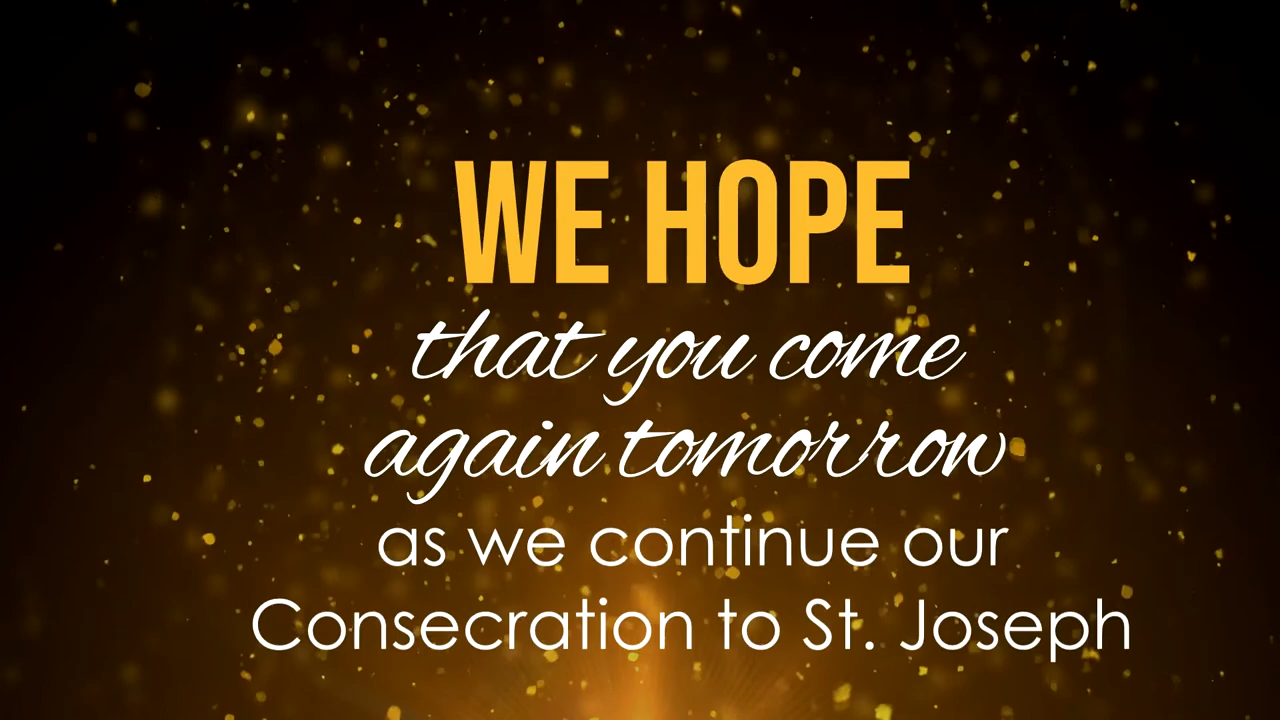 WE HOPE
that you come
again tomorrow
as we continue our
Consecration to St. Joseph